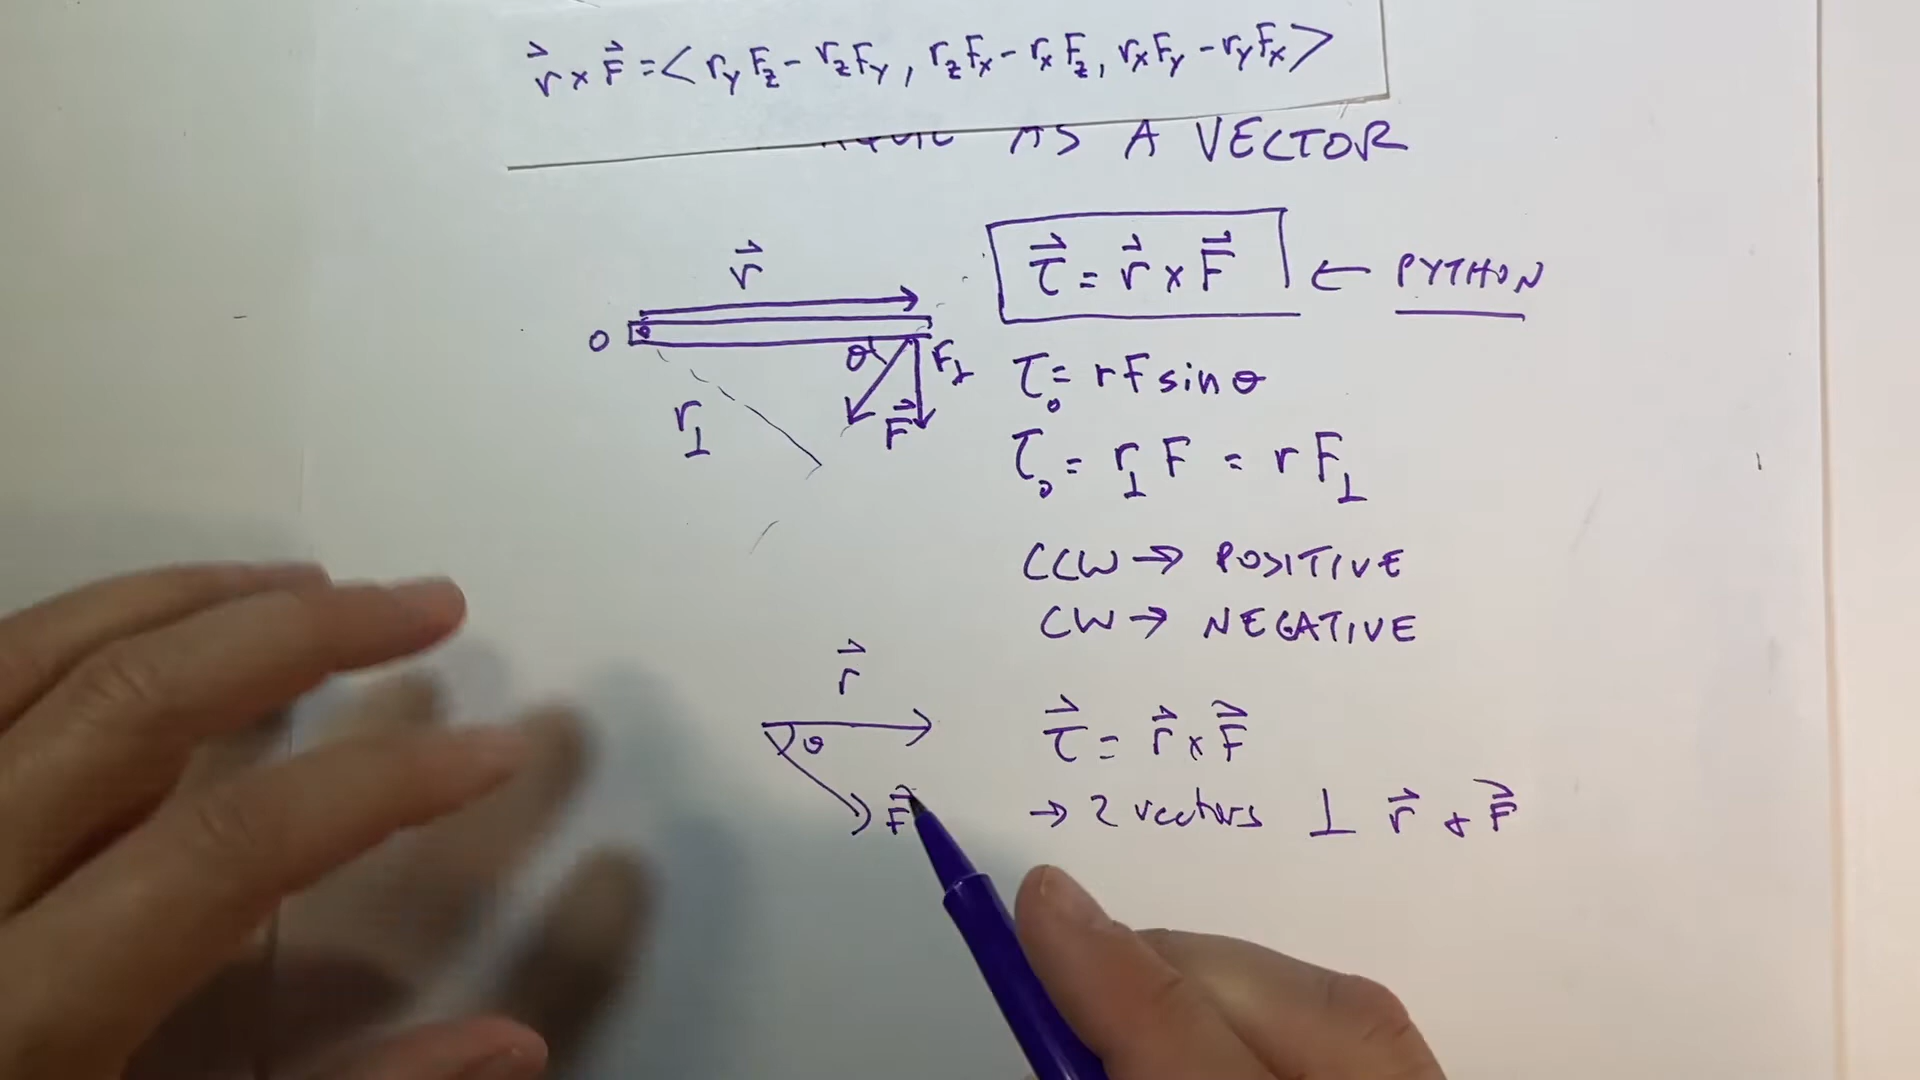 r⃗ × F⃗ = < r_y F_z - r_z F_y , r_z F_x - r_x F_z , r_x F_y - r_y F_x >
AS A VECTOR
r⃗
τ⃗ = r⃗ × F⃗ ← PYTHON
O
θ F⊥
τ₀ = r F sin θ
r⊥ F⃗
τ₀ = r⊥ F = r F⊥
CCW → POSITIVE
CW → NEGATIVE
r⃗
θ
τ⃗ = r⃗ × F⃗
F⃗
→ 2 vectors ⊥ r⃗ + F⃗